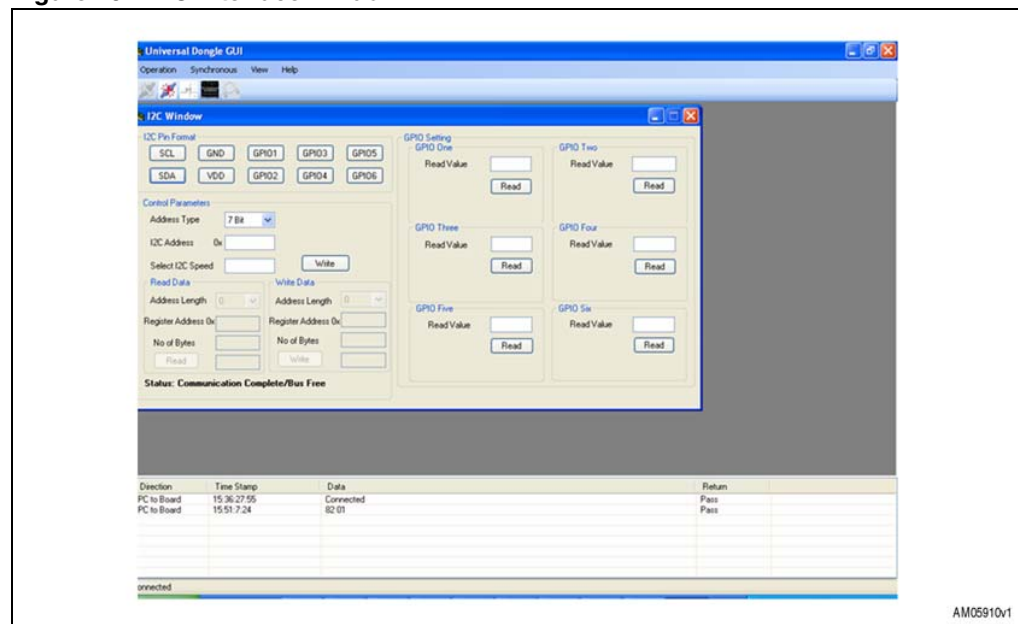 Universal Dongle GUI
Operation Synchronous View Help
I2C Window
I2C Pin Format
SCL GND GPIO1 GPIO3 GPIO5
SDA VDD GPIO2 GPIO4 GPIO6
Control Parameters
Address Type 7 Bit
I2C Address 0x
Select I2C Speed Write
Read Data
Address Length 0
Register Address 0x
No of Bytes
Read
Write Data
Address Length 0
Register Address 0x
No of Bytes
Write
Status: Communication Complete/Bus Free
GPIO Setting
GPIO One
Read Value
Read
GPIO Two
Read Value
Read
GPIO Three
Read Value
Read
GPIO Four
Read Value
Read
GPIO Five
Read Value
Read
GPIO Six
Read Value
Read
Direction Time Stamp Data Return
PC to Board 15:36:27:55 Connected Pass
PC to Board 15:51:7:24 82 01 Pass
onnected
AM05910v1